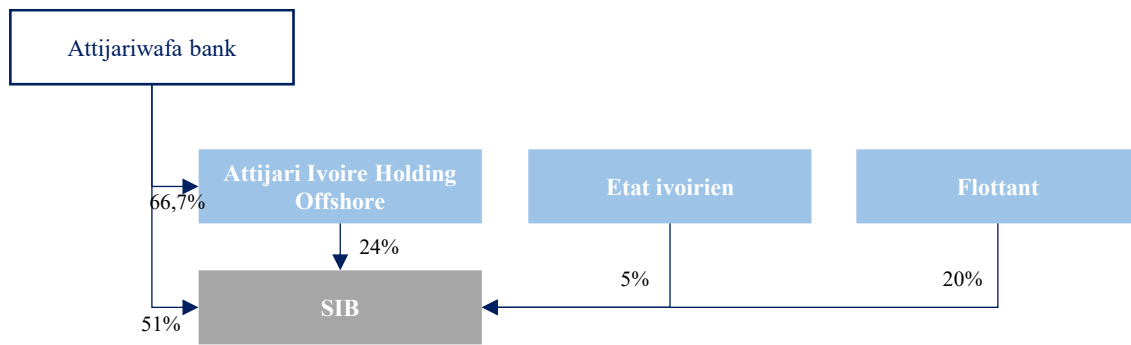 Attijariwafa bank
Attijari Ivoire Holding
Offshore
Etat ivoirien
Flottant
66,7%
24%
5%
20%
SIB
51%